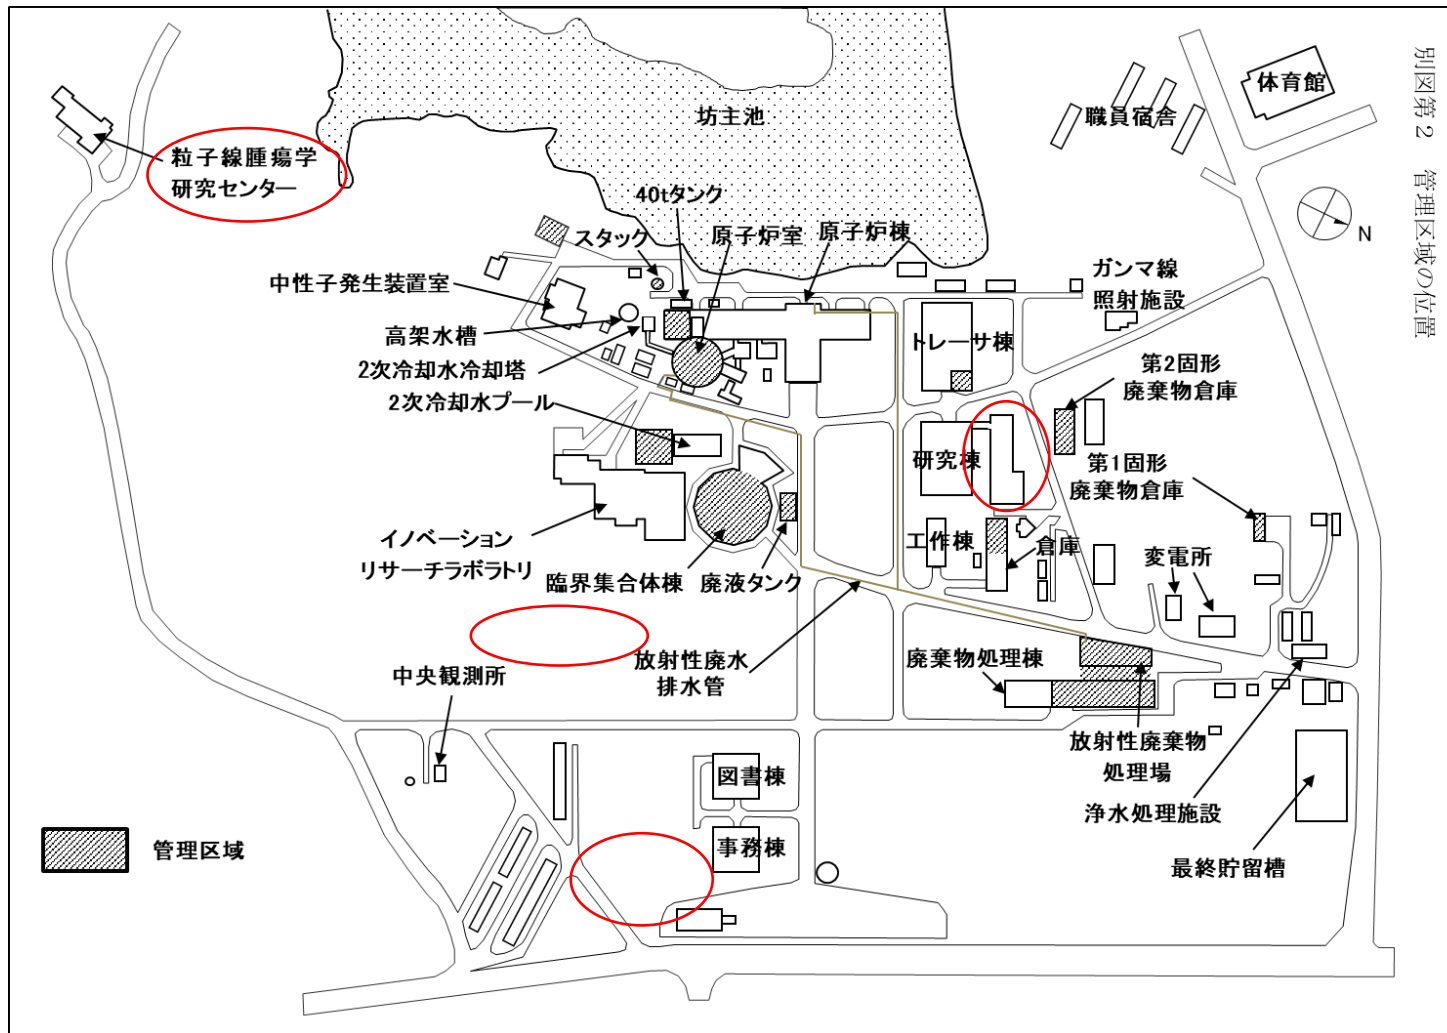 別図第2　管理区域の位置
体育館
職員宿舎
坊主池
粒子線腫瘍学
研究センター
40tタンク
スタック
原子炉室
原子炉棟
N
ガンマ線
照射施設
中性子発生装置室
高架水槽
トレーサ棟
2次冷却水冷却塔
第2固形
廃棄物倉庫
2次冷却水プール
研究棟
第1固形
廃棄物倉庫
イノベーション
リサーチラボラトリ
工作棟
倉庫
変電所
臨界集合体棟
廃液タンク
放射性廃水
排水管
廃棄物処理棟
中央観測所
放射性廃棄物
処理場
図書棟
浄水処理施設
管理区域
事務棟
最終貯留槽